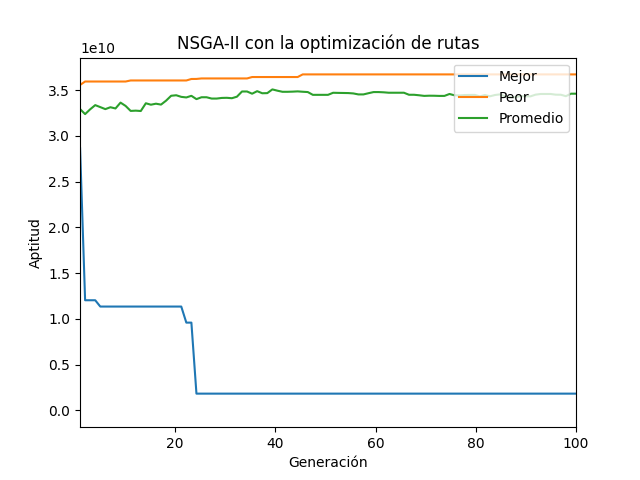 NSGA-II con la optimización de rutas
1e10
Mejor
Peor
Promedio
3.5
3.0
2.5
2.0
1.5
1.0
0.5
0.0
Aptitud
20
40
60
80
100
Generación